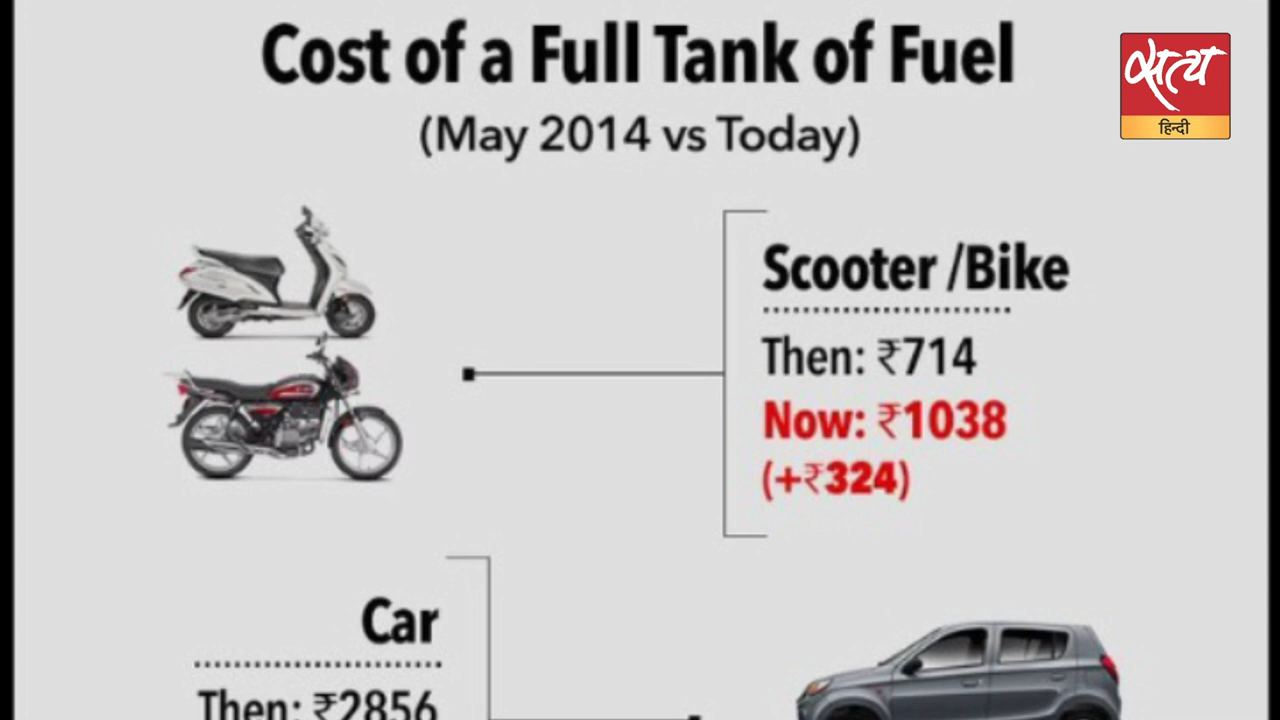 Cost of a Full Tank of Fuel
(May 2014 vs Today)
सत्य
हिन्दी
Scooter /Bike
Then: ₹714
Now: ₹1038
(+₹324)
Car
Then: ₹2856